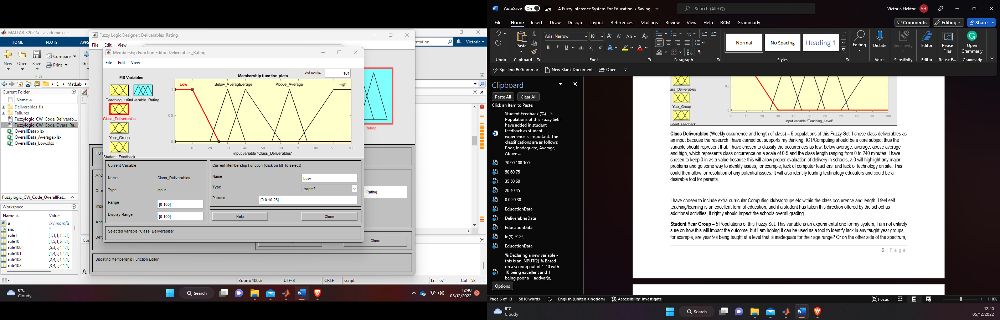 MATLAB R2022a - academic use
HOME PLOTS APPS
New Open Save Compare Print Go
FILE
E: MatLab
Current Folder
Name
Deliverables_fis
Failures
Fuzzylogic_CW_Code_Deliverab...
Fuzzylogic_CW_Code_OverallRa...
OverallData.xlsx
OverallData_Average.xlsx
OverallData_Low.xlsx
Fuzzylogic_CW_Code_OverallRat...
Workspace
Name Value
a 1x1 mamfis
ans ''
rule1 [1,1,1,1,1,1]
rule10 [1,5,1,5,1,1]
rule100 [5,3,5,4,1,1]
rule101 [1,4,5,1,1,1]
rule102 [2,4,5,1,1,1]
rule103 [3,4,5,2,1,1]
Fuzzy Logic Designer: Deliverables_Rating
File Edit View
Membership Function Editor: Deliverables_Rating
File Edit View
entation
Victoria
FIS Variables
Membership function plots
plot points: 181
Teaching_Level
Deliverable_Rating
Class_Deliverables
Year_Group
Student_Feedback
Low Below_Average Average Above_Average High
1
0.5
0
0 10 20 30 40 50 60 70 80 90 100
input variable "Class_Deliverables"
Current Variable
Name Class_Deliverables
Type input
Range [0 100]
Display Range [0 100]
Current Membership Function (click on MF to select)
Name Low
Type trapmf
Params [0 0 10 25]
Help Close
Selected variable "Class_Deliverables"
FIS
And
Or m
Impli
Agg
Defu
_Rating
_Rating
Close
Updating Membership Function Editor
Co
fx
Zoom: 100% UTF-8 CRLF script Ln 67 Col 58
8°C
Cloudy
Search
12:40
05/12/2022
2
AutoSave On A Fuzzy Inference System For Education • Saving... Search (Alt+Q) Victoria Hektor VH
File Home Insert Draw Design Layout References Mailings Review View Help RCM Grammarly Comments Editing Share
Paste
Arial Narrow 10
Normal No Spacing Heading 1
Editing Dictate Sensitivity Editor Reuse Files Open Grammarly
Undo Clipboard Font Paragraph Styles Voice Sensitivity Editor Reuse F... Grammarly
Spelling & Grammar New Blank Document Open
Clipboard
Paste All Clear All
Click an Item to Paste:
Student Feedback (%) – 5
Populations of this Fuzzy Set: I
have added in student
feedback as student
experience is important. The
classifications are as follows;
Poor, Inadequate, Average,
Above ...
70 90 100 100
50 60 75
35 50 60
20 40 45
0 0 20 30
EducationData
DeliverablesData
EducationData
In(3) %.2f,
EducationData
% Declaring a new variable -
this is an INPUT(2) % Based
on a scoring out of 1-10 with
10 being excellent and 1
being poor a = addvar(a,
Options
ass_Deliverables
Year_Group
udent_Feedback
0.5
0
0 10 20 30 40 50 60 70 80 90 100
input variable "Teaching_Level"
Class Deliverables (Weekly occurrence and length of class) – 5 populations of this Fuzzy Set: I chose class deliverables as
an input because the research I have carried out supports my thinking, ICT/Computing should be a core subject thus the
variable should represent that. I have chosen to classify the occurrences as low, below average, average, above average
and high, which represents class occurrence on a scale of 0-5 and the class length ranging from 0 to 240 minutes. I have
chosen to keep 0 in as a value because this will allow proper evaluation of delivery in schools, a 0 will highlight any major
problems and go some way to identify issues, for example, lack of computer teachers, and lack of technology on site. This
could then allow for resolution of any potential issues. It will also identify leading technology educators and could be a
desirable tool for parents.
I have chosen to include extra-curricular Computing clubs/groups etc within the class occurrence and length, I feel self-
teaching/learning is an excellent form of education, and if a student has taken this direction offered by the school as
additional activities, it rightly should impact the schools overall grading.
Student Year Group – 5 Populations of this Fuzzy Set: This variable is an experimental one for my system, I am not entirely
sure on how this will impact the outcome, but I am hoping it can be used as a tool to identify lack in any taught year groups,
for example, are year 9's being taught at a level that is inadequate for their age range? Or on the other side of the spectrum,
6 | Page
Page 6 of 13 5810 words English (United Kingdom) Accessibility: Investigate Focus 110%
8°C
Cloudy
Search
12:40
05/12/2022